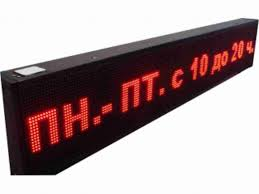 ПН.- ПТ. с 10 до 20 ч.